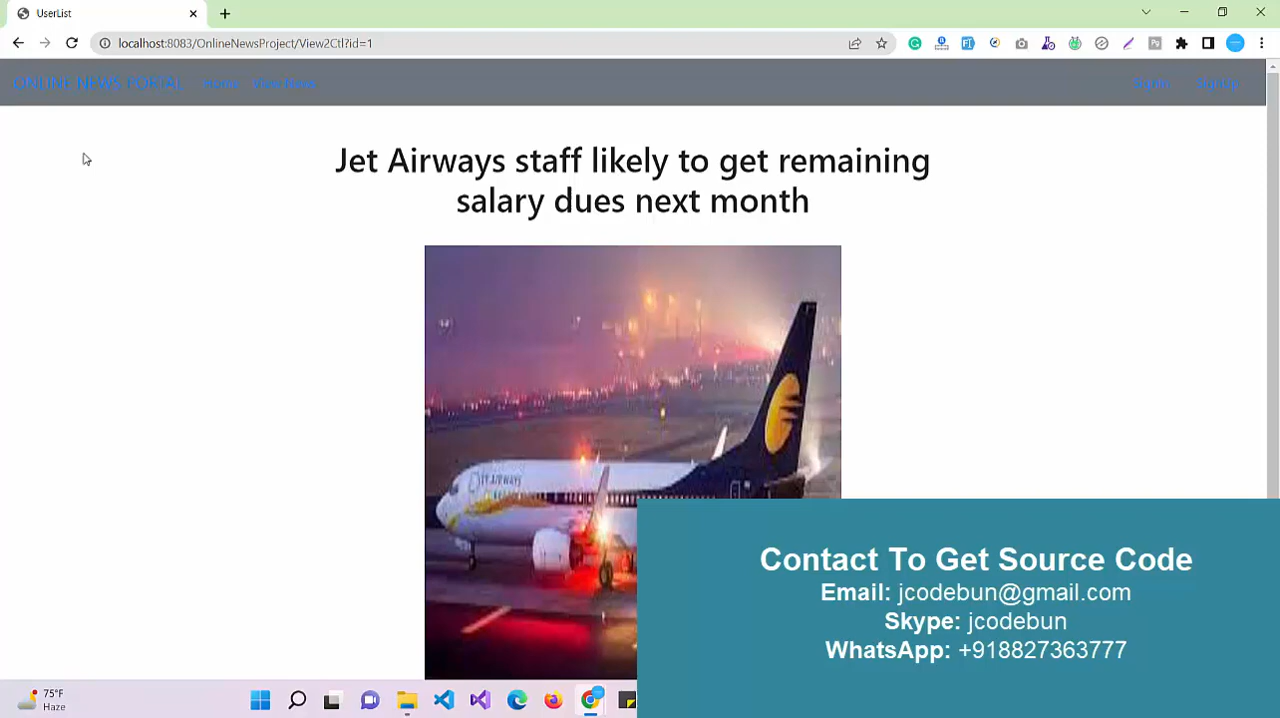 UserList
localhost:8083/OnlineNewsProject/View2Ctl?id=1
ONLINE NEWS PORTAL Home View News SignIn SignUp
Jet Airways staff likely to get remaining
salary dues next month
JET AIRWAYS
Contact To Get Source Code
Email: jcodebun@gmail.com
Skype: jcodebun
WhatsApp: +918827363777
75°F
Haze